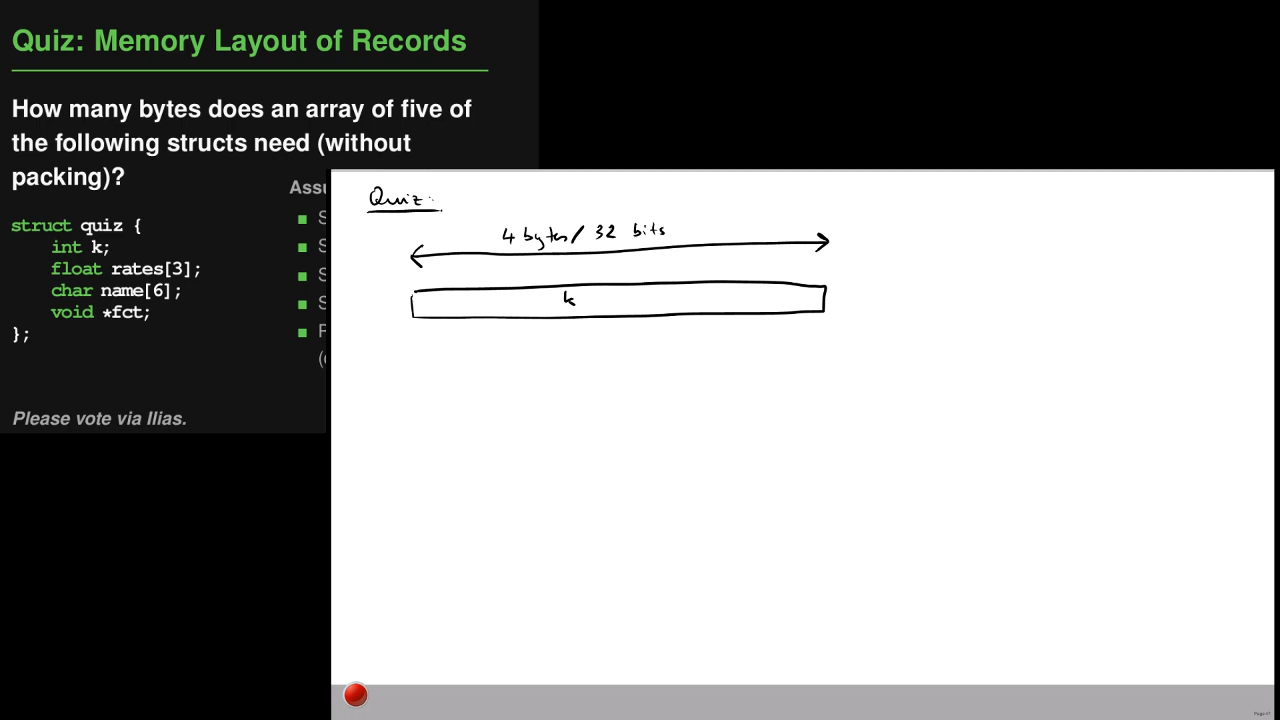 Quiz: Memory Layout of Records
How many bytes does an array of five of
the following structs need (without
packing)?
struct quiz {
int k;
float rates[3];
char name[6];
void *fct;
};
Please vote via Ilias.
Quiz:
4 bytes / 32 bits
k